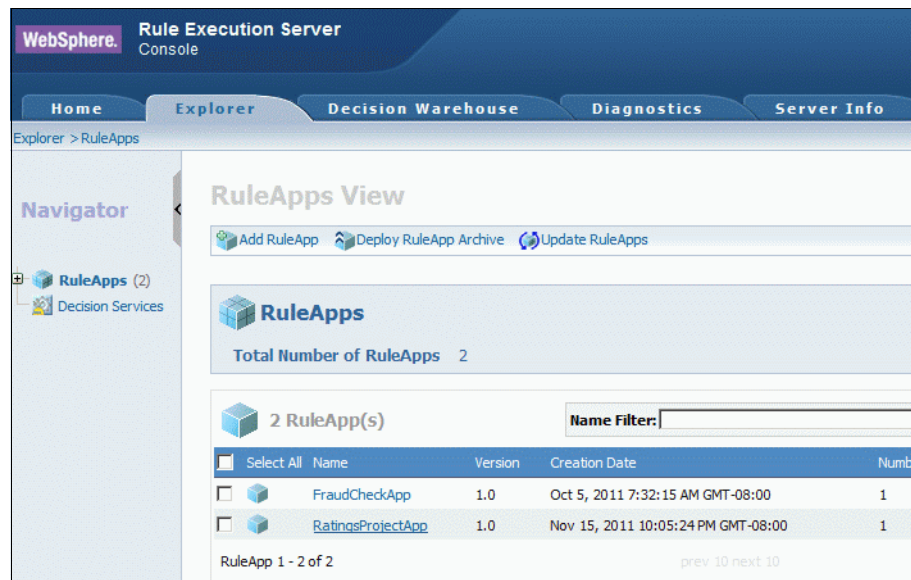 WebSphere. Rule Execution Server
Console
Home Explorer Decision Warehouse Diagnostics Server Info
Explorer > RuleApps
Navigator
RuleApps (2)
Decision Services
RuleApps View
Add RuleApp Deploy RuleApp Archive Update RuleApps
RuleApps
Total Number of RuleApps 2
2 RuleApp(s) Name Filter:
Select All Name Version Creation Date Numb
FraudCheckApp 1.0 Oct 5, 2011 7:32:15 AM GMT-08:00 1
RatingsProjectApp 1.0 Nov 15, 2011 10:05:24 PM GMT-08:00 1
RuleApp 1 - 2 of 2 prev 10 next 10